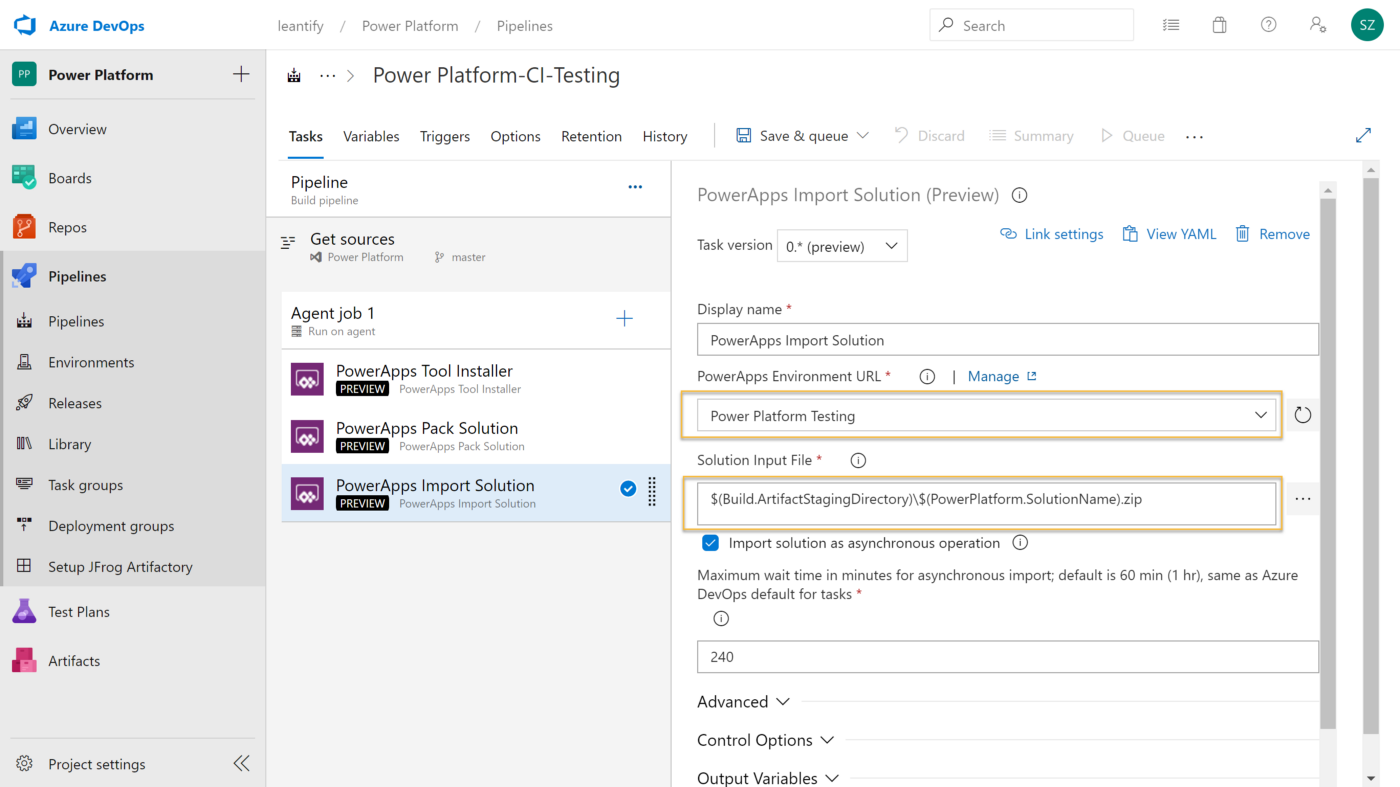 Azure DevOps
leantify / Power Platform / Pipelines
Search
SZ
PP Power Platform
Overview
Boards
Repos
Pipelines
Pipelines
Environments
Releases
Library
Task groups
Deployment groups
Setup JFrog Artifactory
Test Plans
Artifacts
Project settings
··· > Power Platform-CI-Testing
Tasks Variables Triggers Options Retention History
Save & queue Discard Summary Queue ···
Pipeline
Build pipeline
Get sources
Power Platform master
Agent job 1
Run on agent
PowerApps Tool Installer
PREVIEW PowerApps Tool Installer
PowerApps Pack Solution
PREVIEW PowerApps Pack Solution
PowerApps Import Solution
PREVIEW PowerApps Import Solution
PowerApps Import Solution (Preview)
Link settings View YAML Remove
Task version 0.* (preview)
Display name *
PowerApps Import Solution
PowerApps Environment URL * | Manage
Power Platform Testing
Solution Input File *
$(Build.ArtifactStagingDirectory)\$(PowerPlatform.SolutionName).zip
Import solution as asynchronous operation
Maximum wait time in minutes for asynchronous import; default is 60 min (1 hr), same as Azure
DevOps default for tasks *
240
Advanced
Control Options
Output Variables